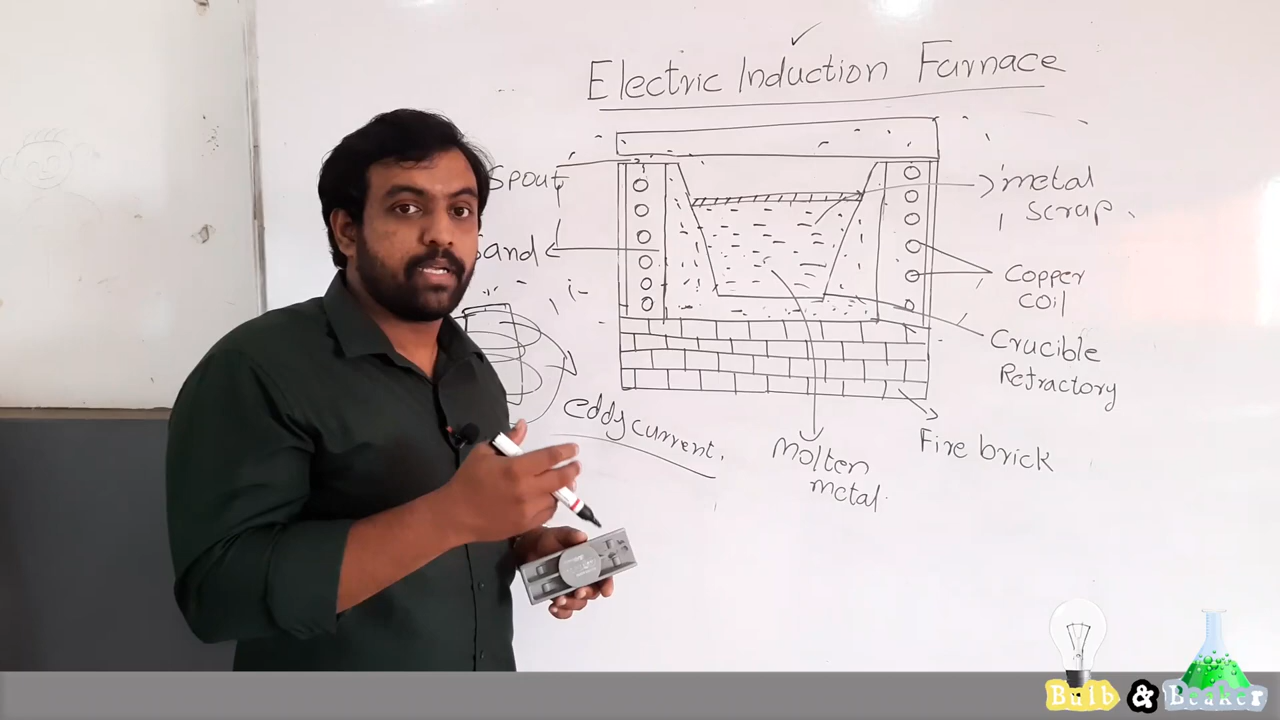 Electric Induction Furnace
Spout
Sand
metal
scrap
Copper
Coil
Crucible
Refractory
Fire brick
Molten
metal
eddy current
Bulb & Beaker